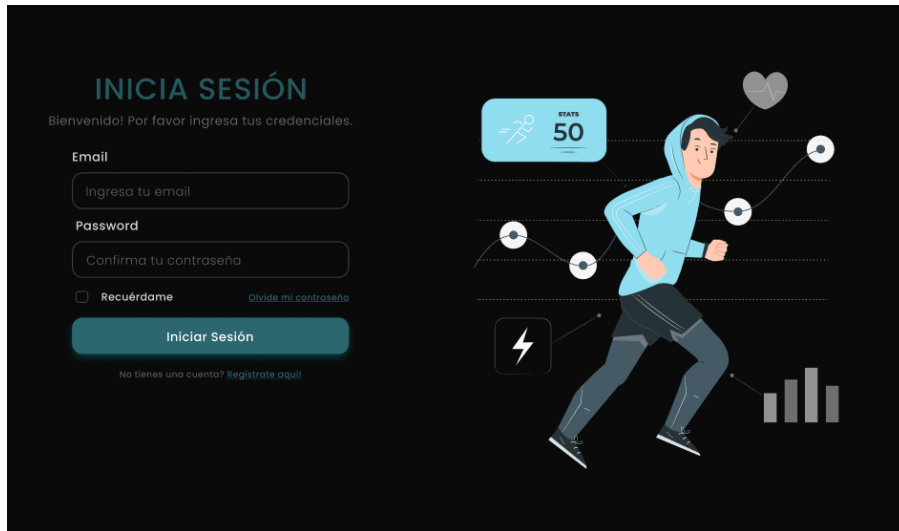 INICIA SESIÓN
Bienvenido! Por favor ingresa tus credenciales.
Email
Ingresa tu email
Password
Confirma tu contraseña
Recuérdame
Olvide mi contraseña
Iniciar Sesión
No tienes una cuenta? Registrate aqui!
STATS
50